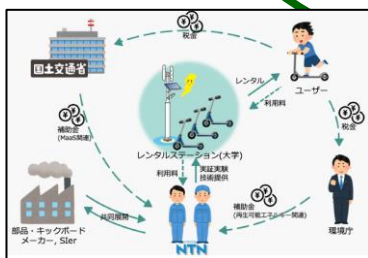 税金
国土交通省
レンタル
利用料
ユーザー
税金
補助金
(MaaS関連)
レンタルステーション(大学)
利用料
実証実験
技術提供
補助金
(再生可能エネルギー関連)
環境庁
部品・キックボード
メーカー, SIer
共同展開
NTN